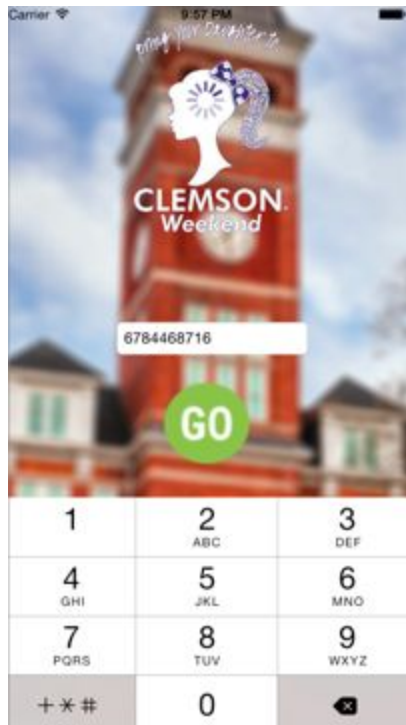 Carrier 9:57 PM
Bring Your Daughter to
CLEMSON
Weekend
6784468716
GO
1 2 3
ABC DEF
4 5 6
GHI JKL MNO
7 8 9
PQRS TUV WXYZ
+*# 0